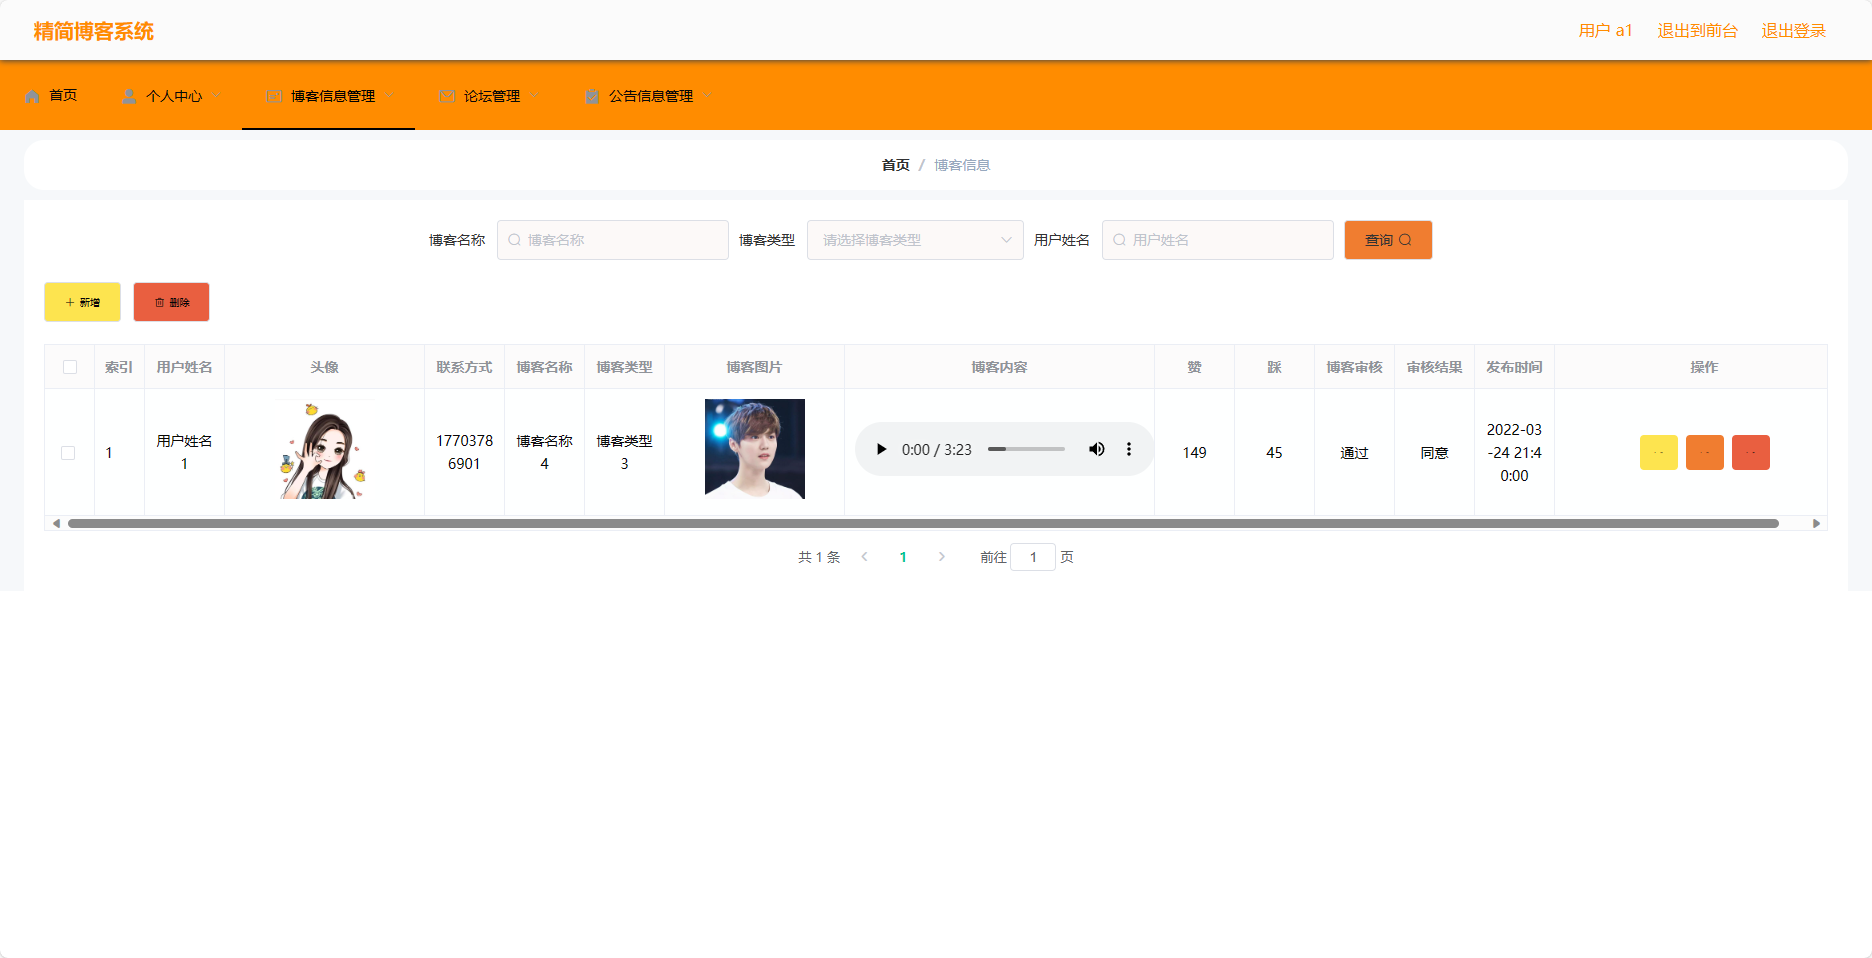 精简博客系统
用户 a1
退出到前台
退出登录
首页
个人中心
博客信息管理
论坛管理
公告信息管理
首页 / 博客信息
博客名称
博客名称
博客类型
请选择博客类型
用户姓名
用户姓名
查询
新增
删除
索引
用户姓名
头像
联系方式
博客名称
博客类型
博客图片
博客内容
赞
踩
博客审核
审核结果
发布时间
操作
1
用户姓名
1
1770378
6901
博客名称
4
博客类型
3
0:00 / 3:23
149
45
通过
同意
2022-03
-24 21:4
0:00
共 1 条
1
前往
1
页